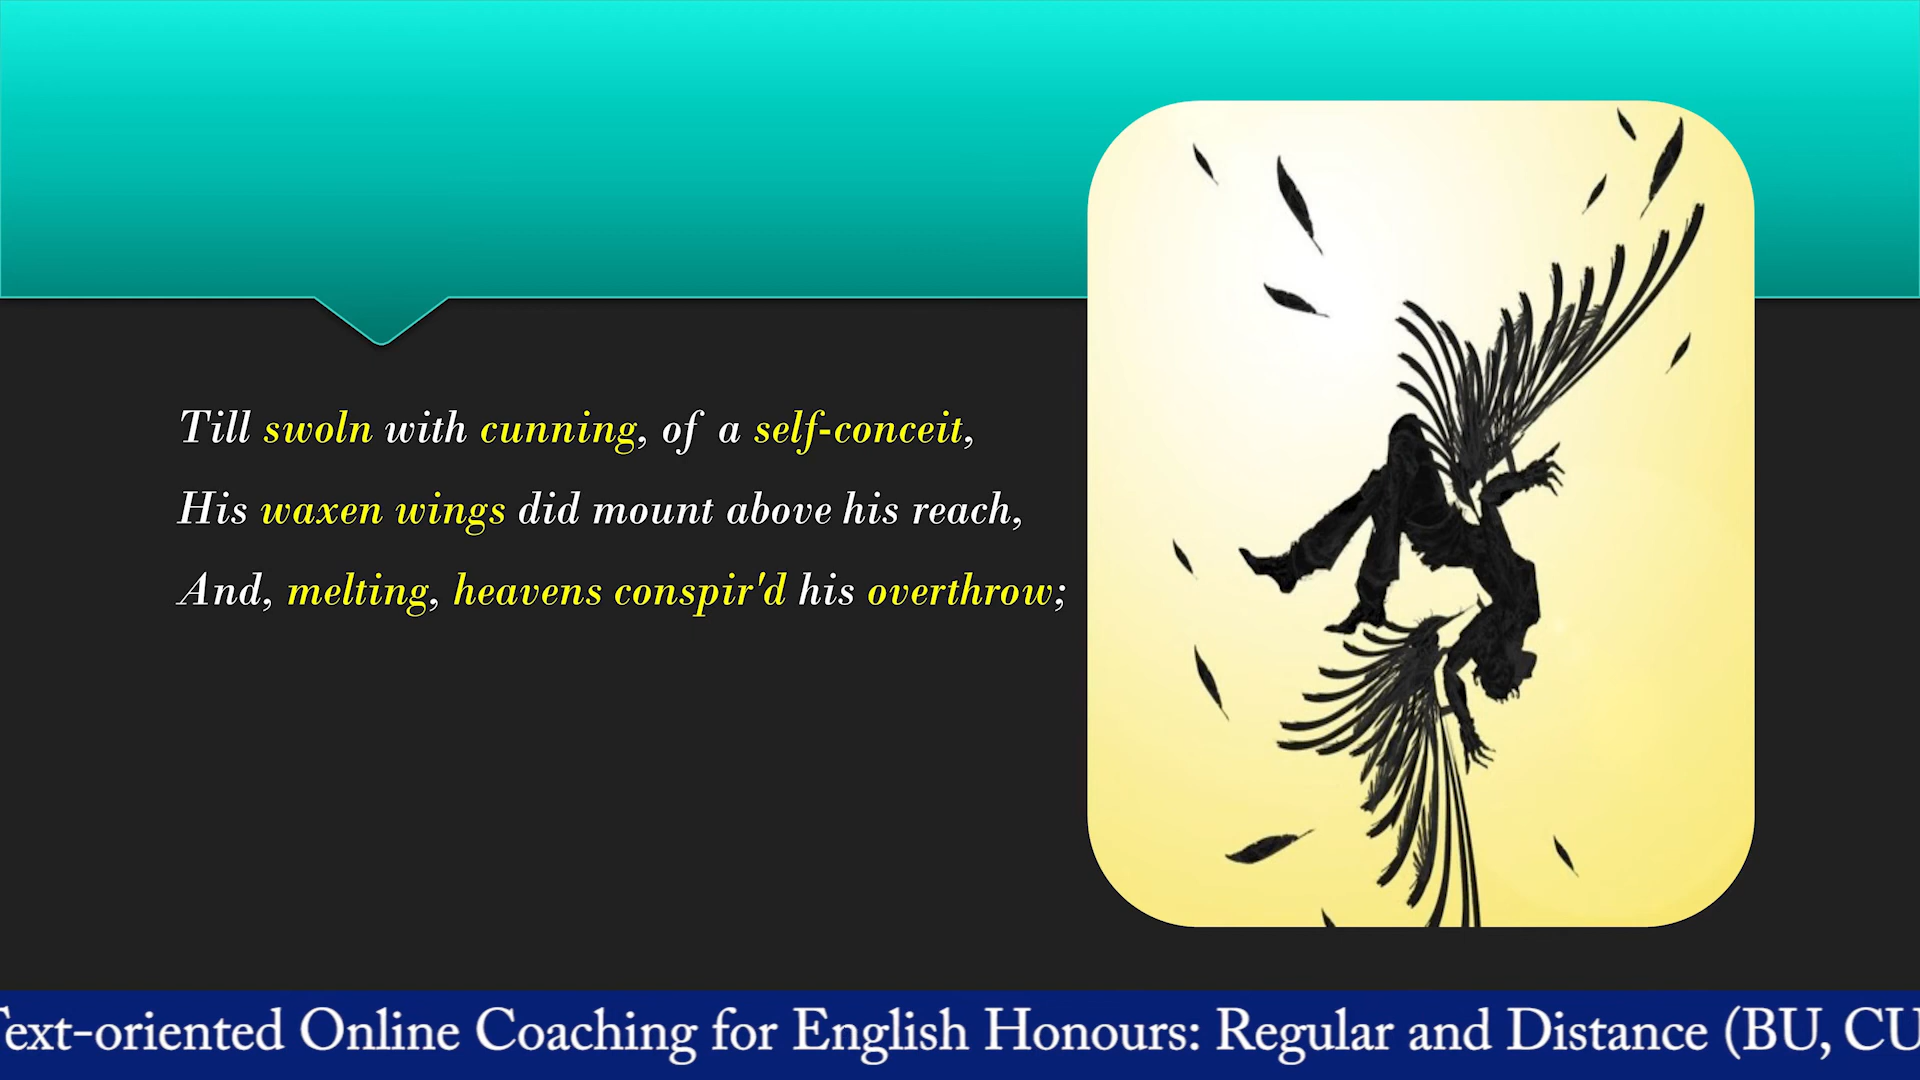 Till swoln with cunning, of a self-conceit,
His waxen wings did mount above his reach,
And, melting, heavens conspir'd his overthrow;
Text-oriented Online Coaching for English Honours: Regular and Distance (BU, CU